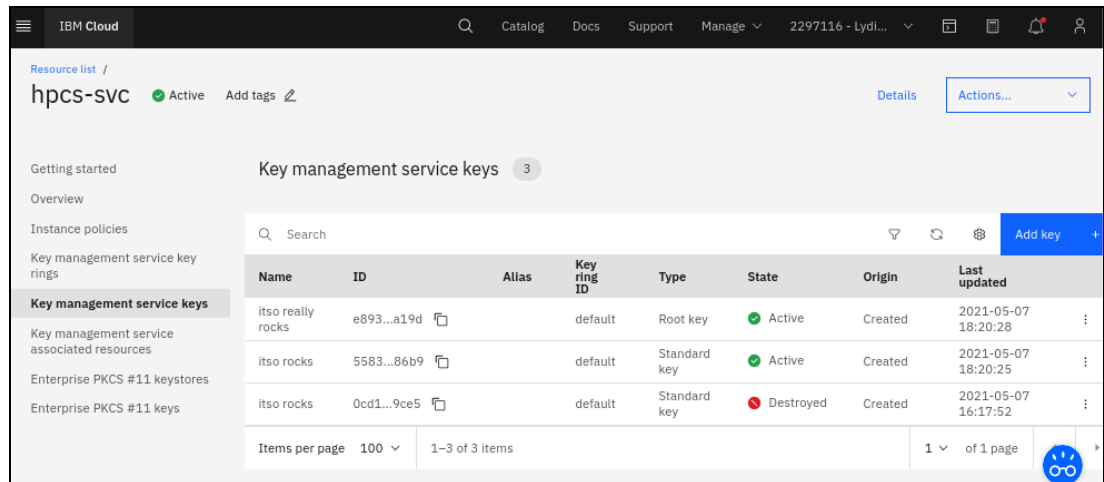 IBM Cloud Catalog Docs Support Manage 2297116 - Lydi...
Resource list /
hpcs-svc Active Add tags Details Actions...
Getting started
Overview
Instance policies
Key management service key
rings
Key management service keys
Key management service
associated resources
Enterprise PKCS #11 keystores
Enterprise PKCS #11 keys
Key management service keys 3
Search Add key +
Name ID Alias Key ring ID Type State Origin Last updated
itso really rocks e893...a19d default Root key Active Created 2021-05-07 18:20:28
itso rocks 5583...86b9 default Standard key Active Created 2021-05-07 18:20:25
itso rocks 0cd1...9ce5 default Standard key Destroyed Created 2021-05-07 16:17:52
Items per page 100 1–3 of 3 items 1 of 1 page